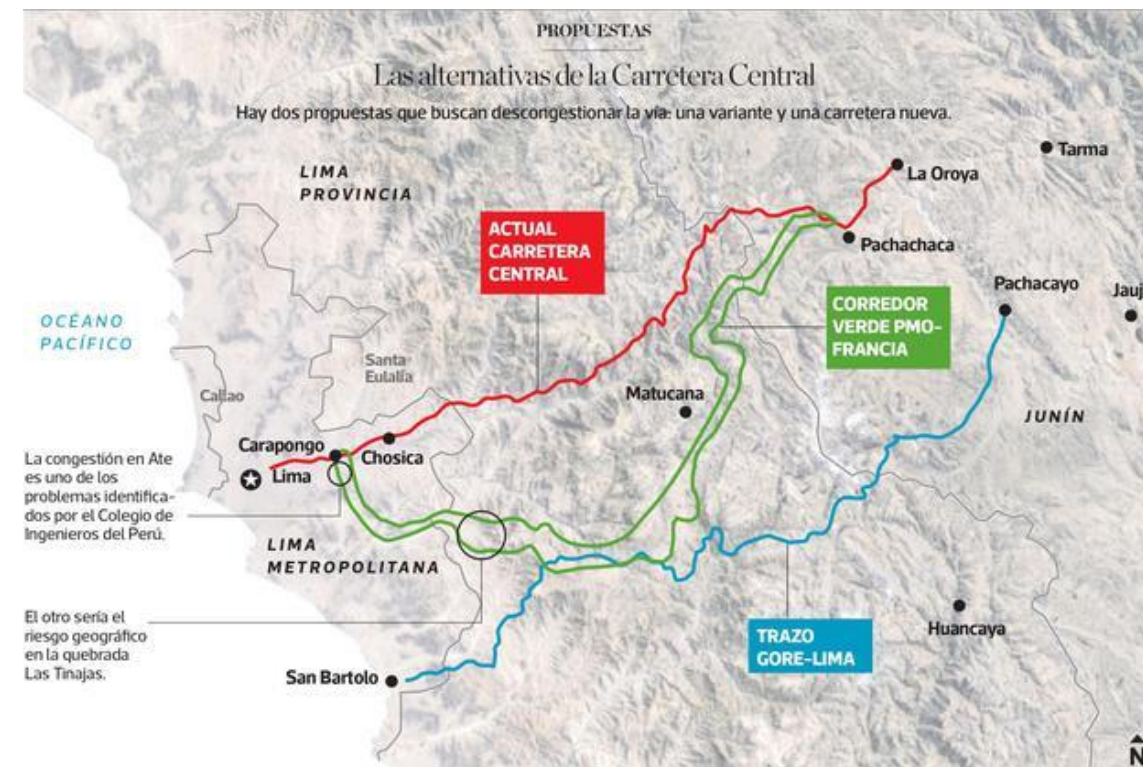 PROPUESTAS
Las alternativas de la Carretera Central
Hay dos propuestas que buscan descongestionar la vía: una variante y una carretera nueva.
Tarma
La Oroya
LIMA
PROVINCIA
ACTUAL
CARRETERA
CENTRAL
Pachachaca
Pachacayo
Jauj
CORREDOR
VERDE PMO-
FRANCIA
OCÉANO
PACÍFICO
Santa
Eulalia
Callao
Matucana
JUNÍN
Carapongo
Chosica
Lima
La congestión en Ate
es uno de los
problemas identifica-
dos por el Colegio de
Ingenieros del Perú.
LIMA
METROPOLITANA
El otro sería el
riesgo geográfico
en la quebrada
Las Tinajas.
TRAZO
GORE-LIMA
Huancaya
San Bartolo
N